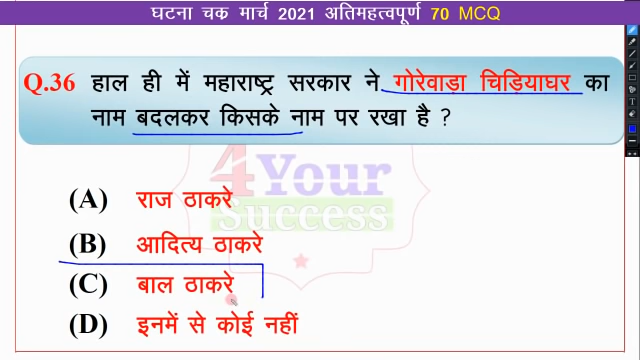 घटना चक मार्च 2021 अतिमहत्वपूर्ण 70 MCQ
Q.36 हाल ही में महाराष्ट्र सरकार ने गोरेवाड़ा चिड़ियाघर का
नाम बदलकर किसके नाम पर रखा है ?
4Your
Success
(A) राज ठाकरे
(B) आदित्य ठाकरे
(C) बाल ठाकरे
(D) इनमें से कोई नहीं